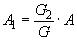 A₁ = G₂/G · A